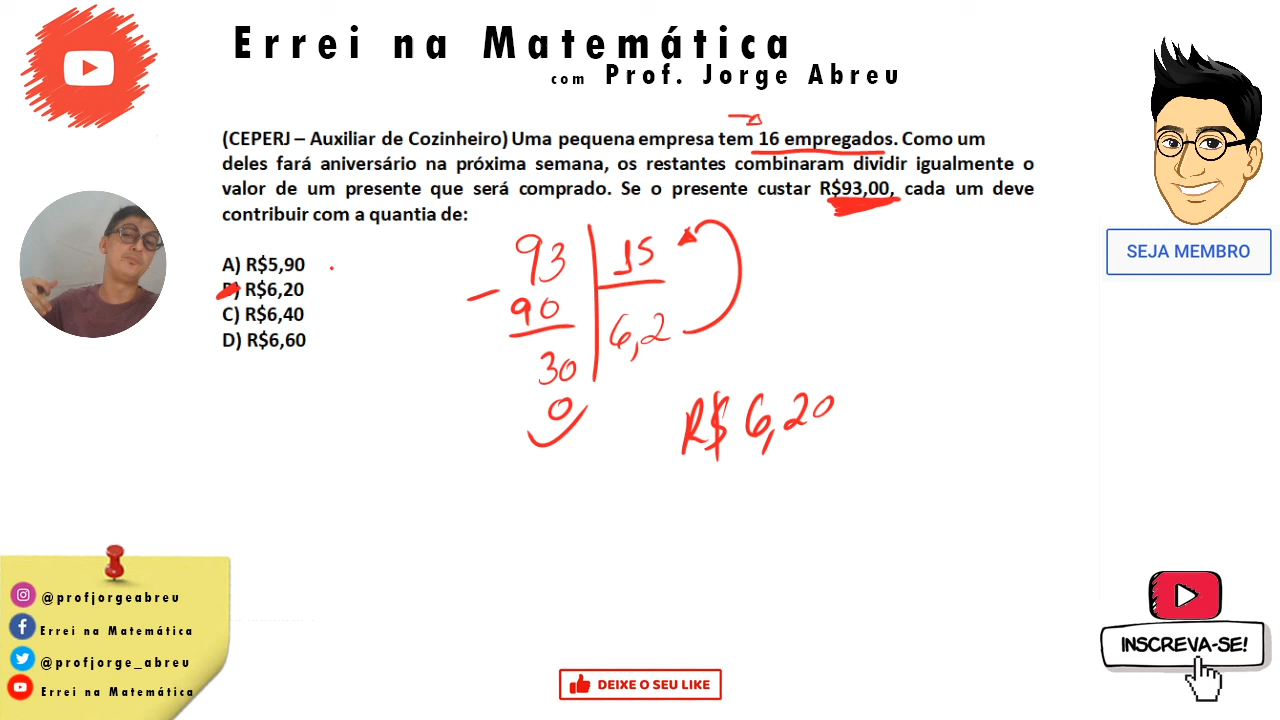 Errei na Matemática
com Prof. Jorge Abreu
(CEPERJ – Auxiliar de Cozinheiro) Uma pequena empresa tem 16 empregados. Como um
deles fará aniversário na próxima semana, os restantes combinaram dividir igualmente o
valor de um presente que será comprado. Se o presente custar R$93,00, cada um deve
contribuir com a quantia de:
A) R$5,90
B) R$6,20
C) R$6,40
D) R$6,60
93 15
- 90 6,2
30
0
R$ 6,20
SEJA MEMBRO
@profjorgeabreu
Errei na Matemática
@profjorge_abreu
Errei na Matemática
DEIXE O SEU LIKE
INSCREVA-SE!